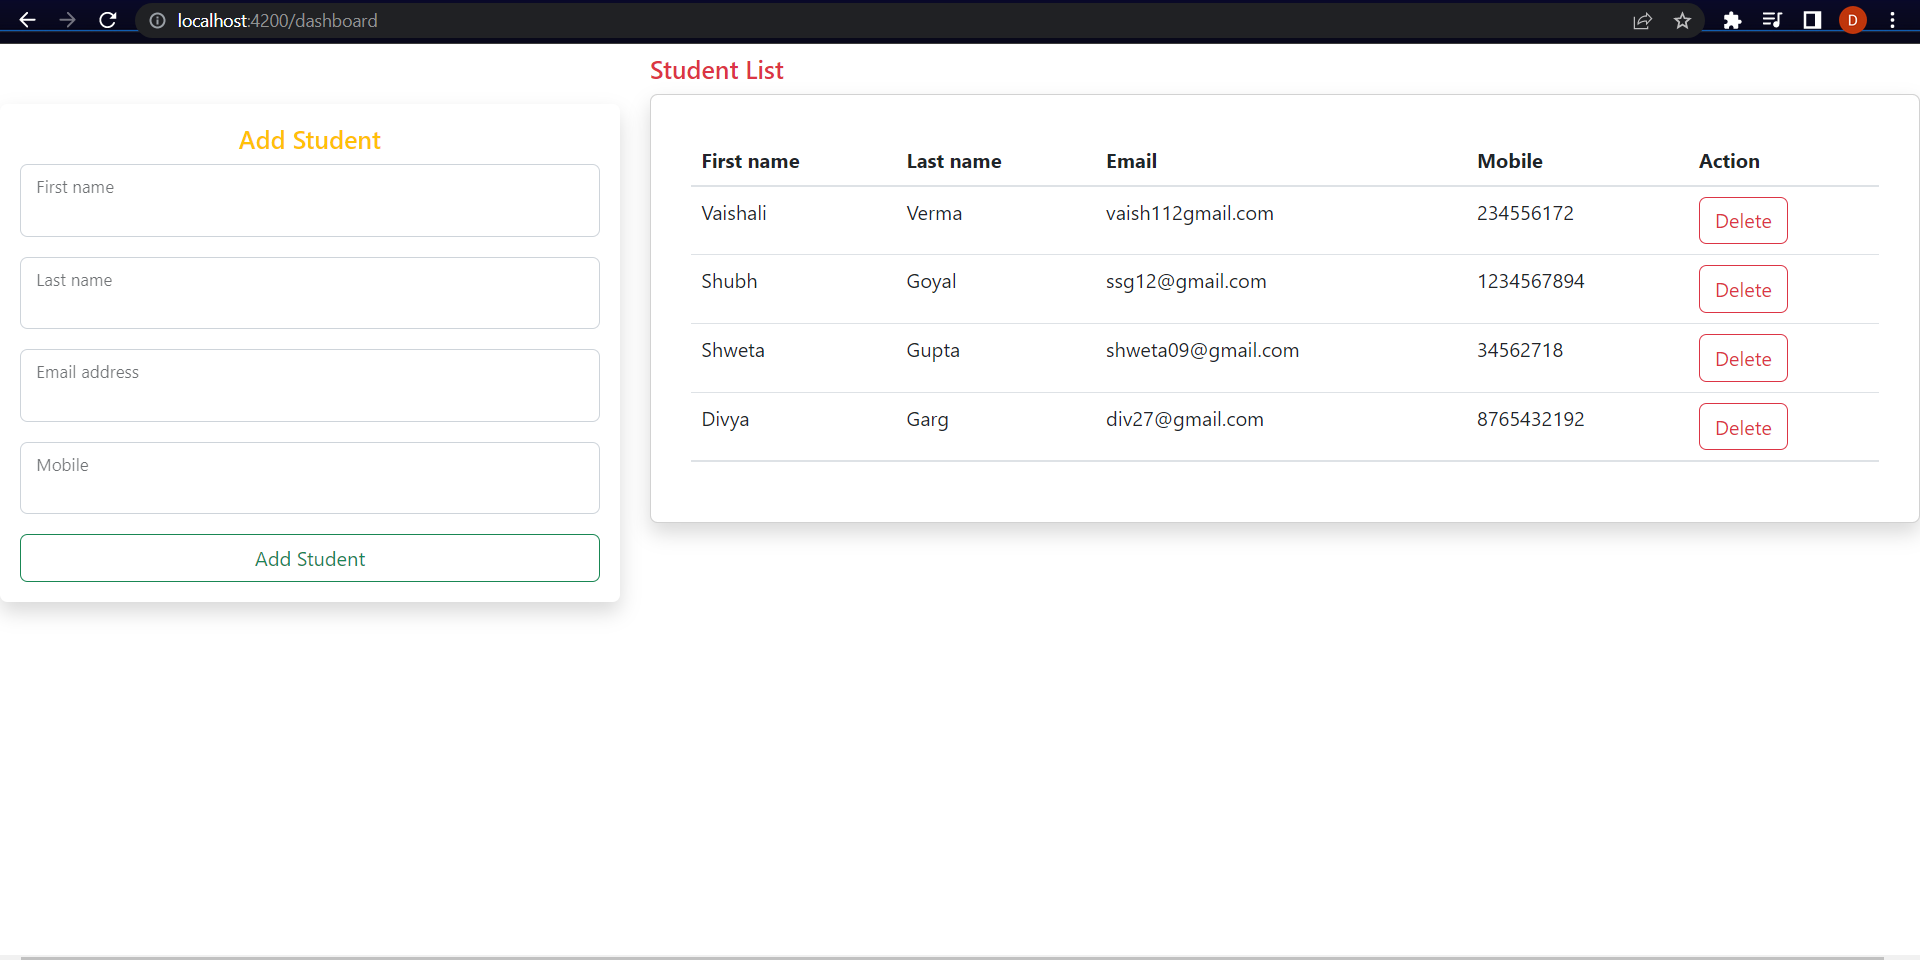 localhost:4200/dashboard
D
Student List
Add Student
First name
Last name
Email address
Mobile
Add Student
First name Last name Email Mobile Action
Vaishali Verma vaish112gmail.com 234556172 Delete
Shubh Goyal ssg12@gmail.com 1234567894 Delete
Shweta Gupta shweta09@gmail.com 34562718 Delete
Divya Garg div27@gmail.com 8765432192 Delete